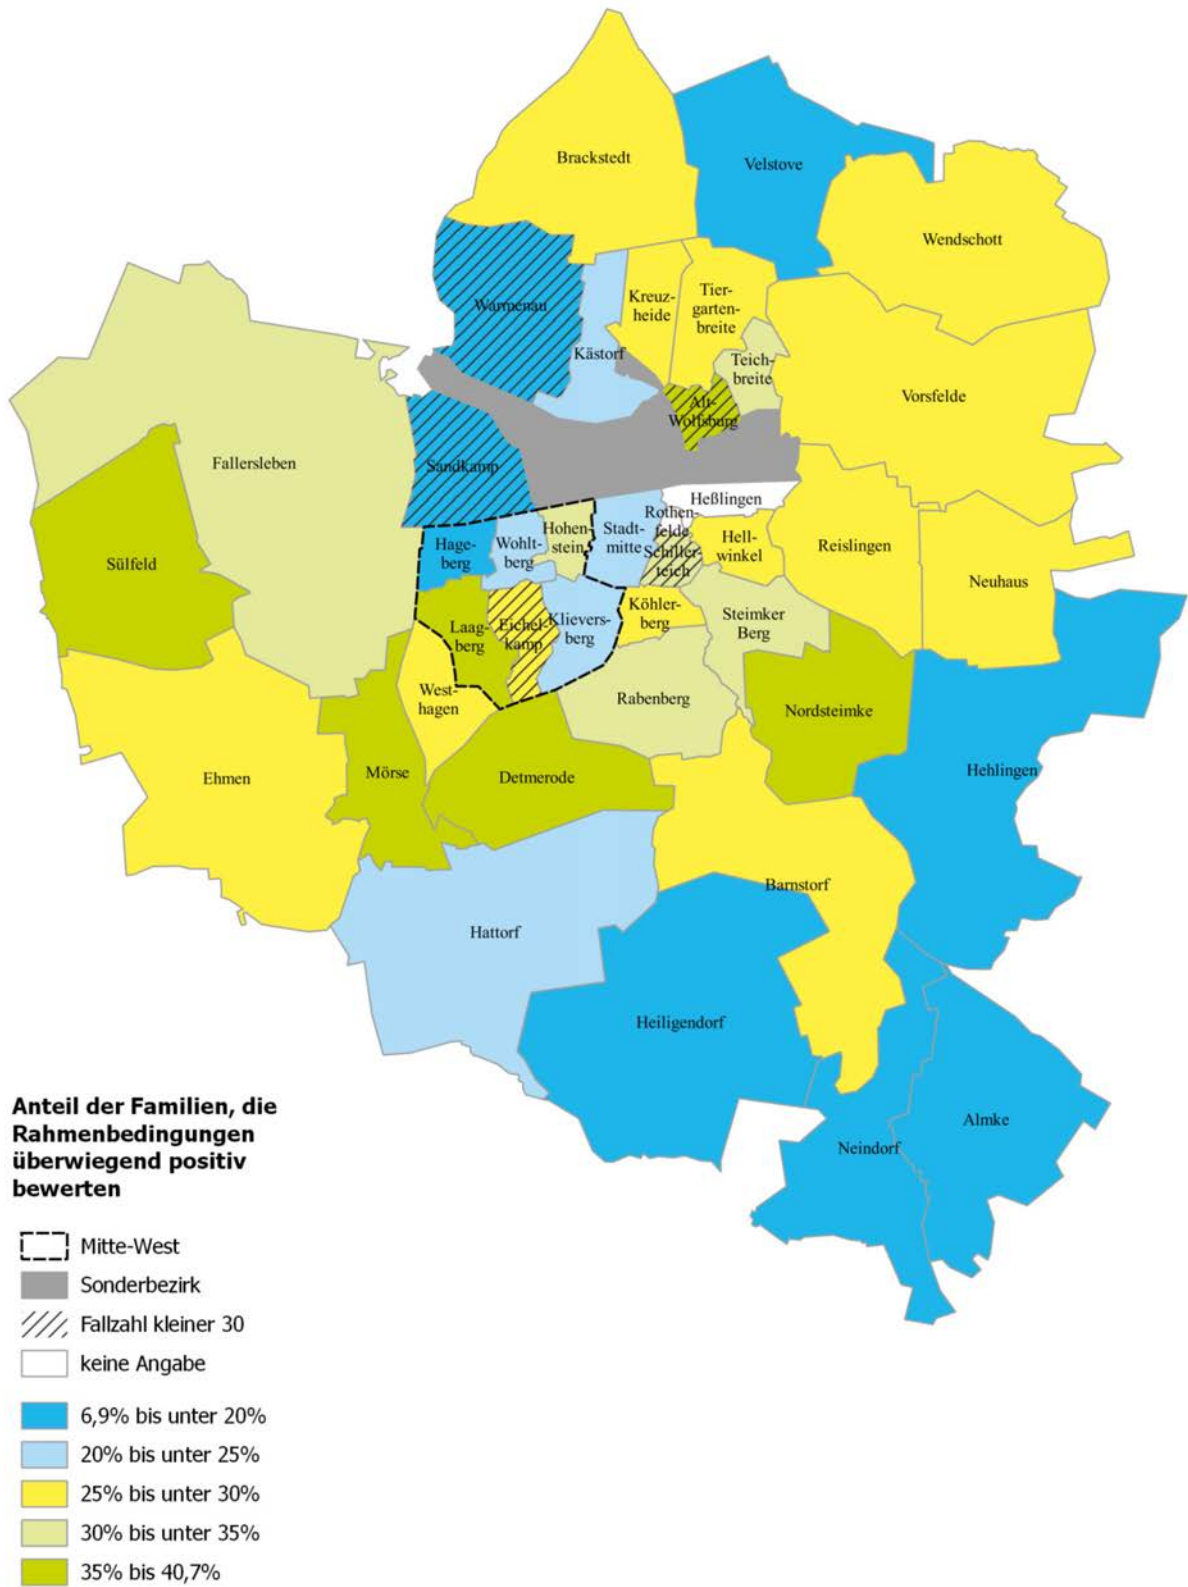 Brackstedt
Velstove
Wendschott
Warmenau
Kreuz-
heide
Tier-
garten-
breite
Kästorf
Teich-
breite
Alt-
Wolfsburg
Vorsfelde
Fallersleben
Sandkamp
Sülfeld
Heßlingen
Rothen-
felde
Schiller-
teich
Hell-
winkel
Reislingen
Neuhaus
Hage-
berg
Wohlt-
berg
Hohen-
stein
Stadt-
mitte
Laag-
berg
Eichel-
kamp
Klievers-
berg
Köhler-
berg
Steimker
Berg
West-
hagen
Rabenberg
Nordsteimke
Hehlingen
Ehmen
Mörse
Detmerode
Barnstorf
Hattorf
Heiligendorf
Almke
Neindorf
Anteil der Familien, die
Rahmenbedingungen
überwiegend positiv
bewerten
Mitte-West
Sonderbezirk
Fallzahl kleiner 30
keine Angabe
6,9% bis unter 20%
20% bis unter 25%
25% bis unter 30%
30% bis unter 35%
35% bis 40,7%